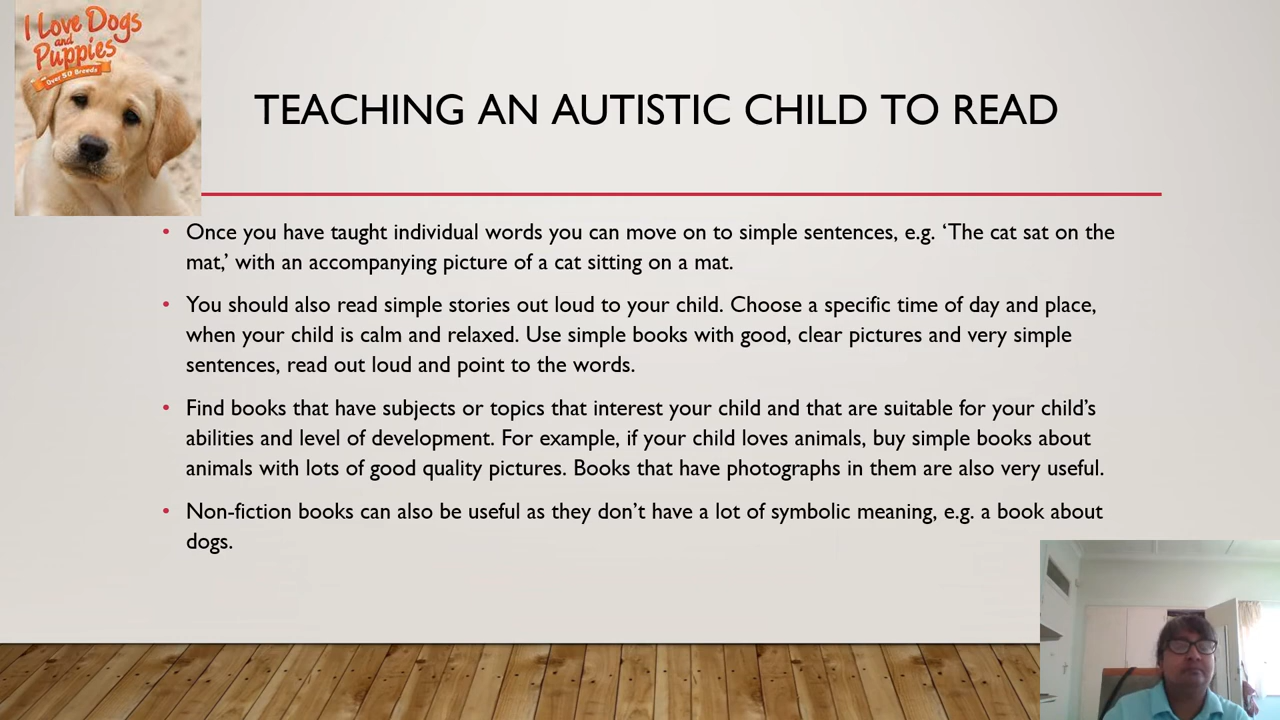 I Love Dogs
and
Puppies
Over 50 Breeds
TEACHING AN AUTISTIC CHILD TO READ
• Once you have taught individual words you can move on to simple sentences, e.g. ‘The cat sat on the
mat,’ with an accompanying picture of a cat sitting on a mat.
• You should also read simple stories out loud to your child. Choose a specific time of day and place,
when your child is calm and relaxed. Use simple books with good, clear pictures and very simple
sentences, read out loud and point to the words.
• Find books that have subjects or topics that interest your child and that are suitable for your child’s
abilities and level of development. For example, if your child loves animals, buy simple books about
animals with lots of good quality pictures. Books that have photographs in them are also very useful.
• Non-fiction books can also be useful as they don’t have a lot of symbolic meaning, e.g. a book about
dogs.